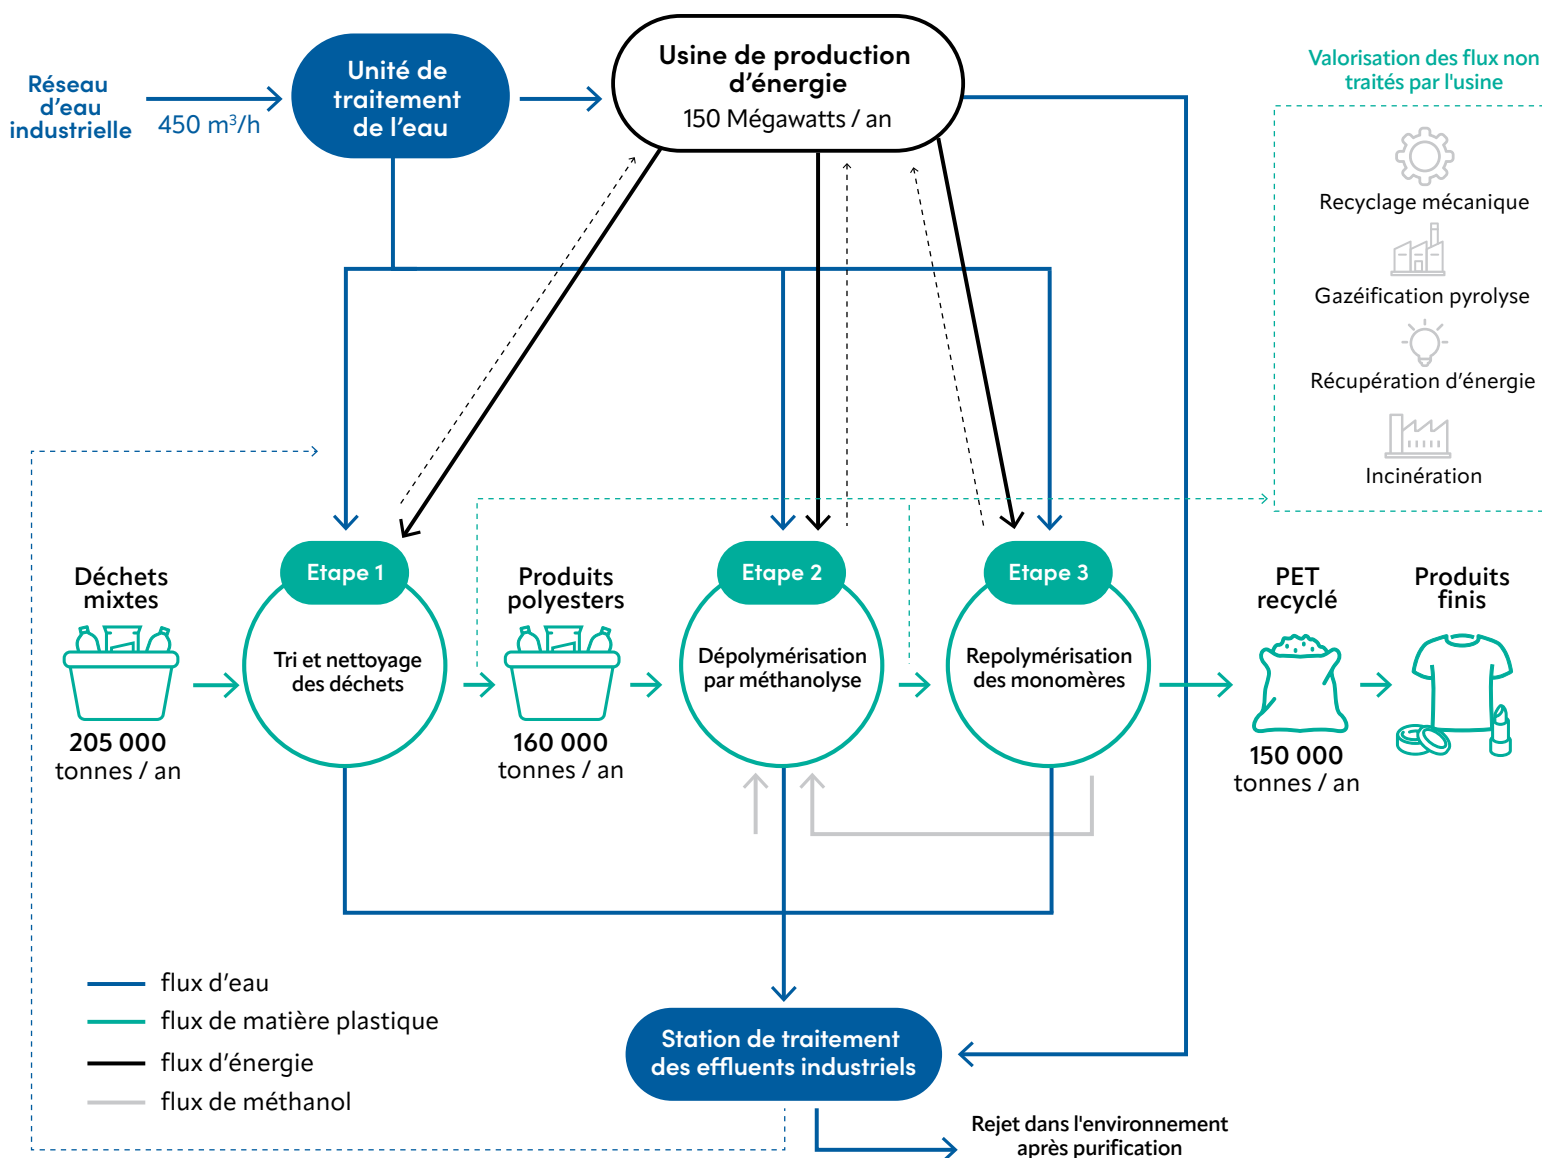 Réseau
d'eau
industrielle
450 m³/h
Unité de
traitement
de l'eau
Usine de production
d'énergie
150 Mégawatts / an
Valorisation des flux non
traités par l'usine
Recyclage mécanique
Gazéification pyrolyse
Récupération d'énergie
Incinération
Déchets
mixtes
205 000
tonnes / an
Etape 1
Tri et nettoyage
des déchets
Produits
polyesters
160 000
tonnes / an
Etape 2
Dépolymérisation
par méthanolyse
Etape 3
Repolymérisation
des monomères
PET
recyclé
150 000
tonnes / an
Produits
finis
flux d'eau
flux de matière plastique
flux d'énergie
flux de méthanol
Station de traitement
des effluents industriels
Rejet dans l'environnement
après purification